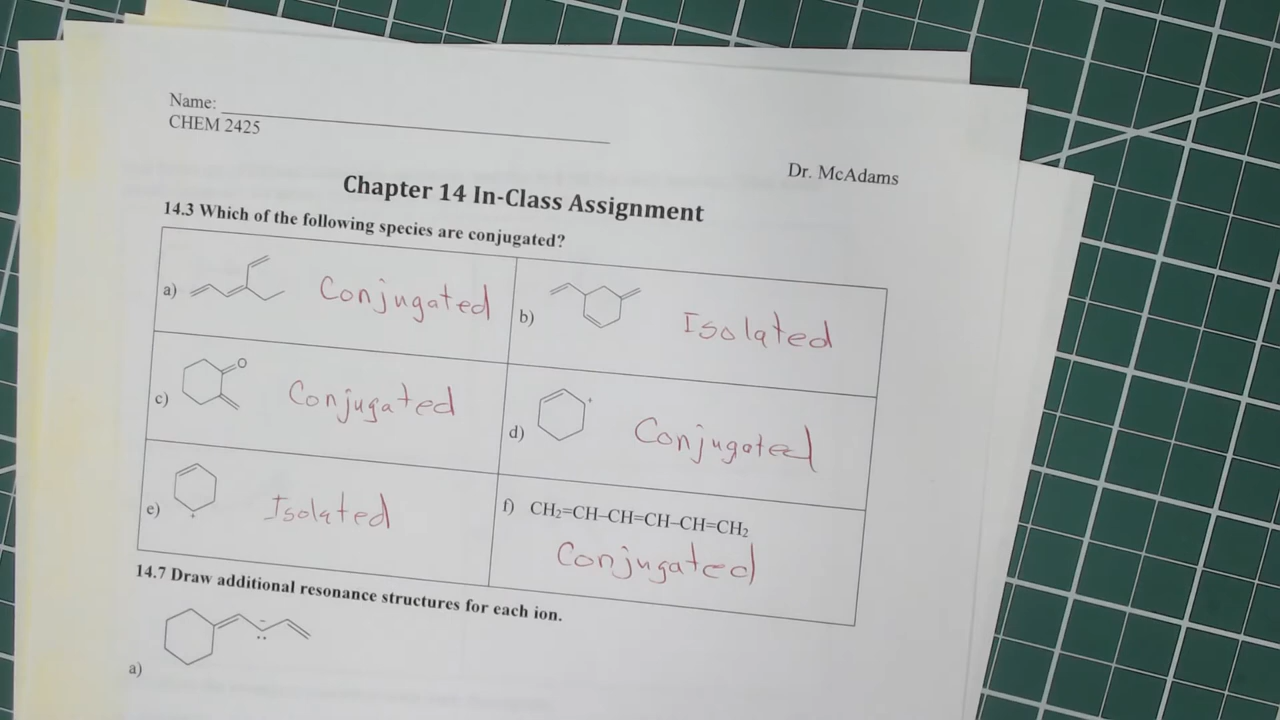 Name:
CHEM 2425
Dr. McAdams
Chapter 14 In-Class Assignment
14.3 Which of the following species are conjugated?
a) Conjugated
b) Isolated
c) O Conjugated
d) + Conjugated
e) + Isolated
f) CH₂=CH–CH=CH–CH=CH₂
Conjugated
14.7 Draw additional resonance structures for each ion.
a)